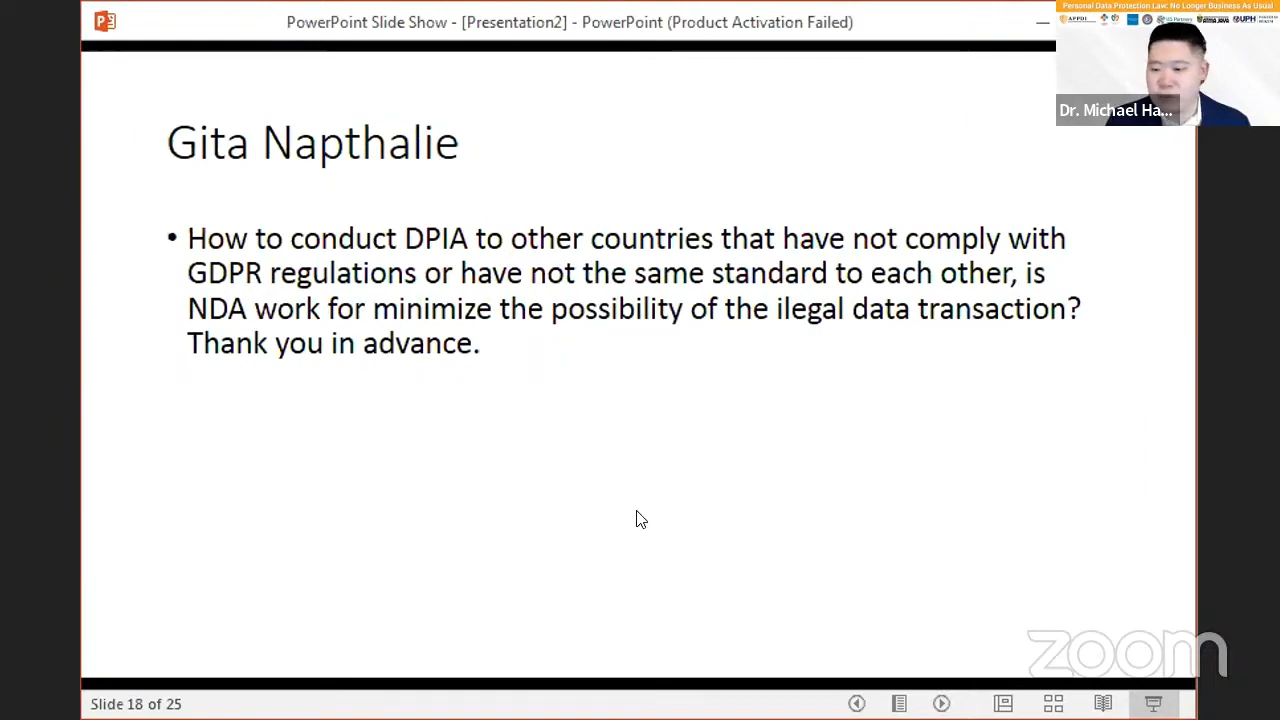 PowerPoint Slide Show - [Presentation2] - PowerPoint (Product Activation Failed)
Personal Data Protection Law: No Longer Business As Usual
APPDI
UPH
Dr. Michael Ha...
Gita Napthalie
• How to conduct DPIA to other countries that have not comply with
GDPR regulations or have not the same standard to each other, is
NDA work for minimize the possibility of the ilegal data transaction?
Thank you in advance.
zoom
Slide 18 of 25